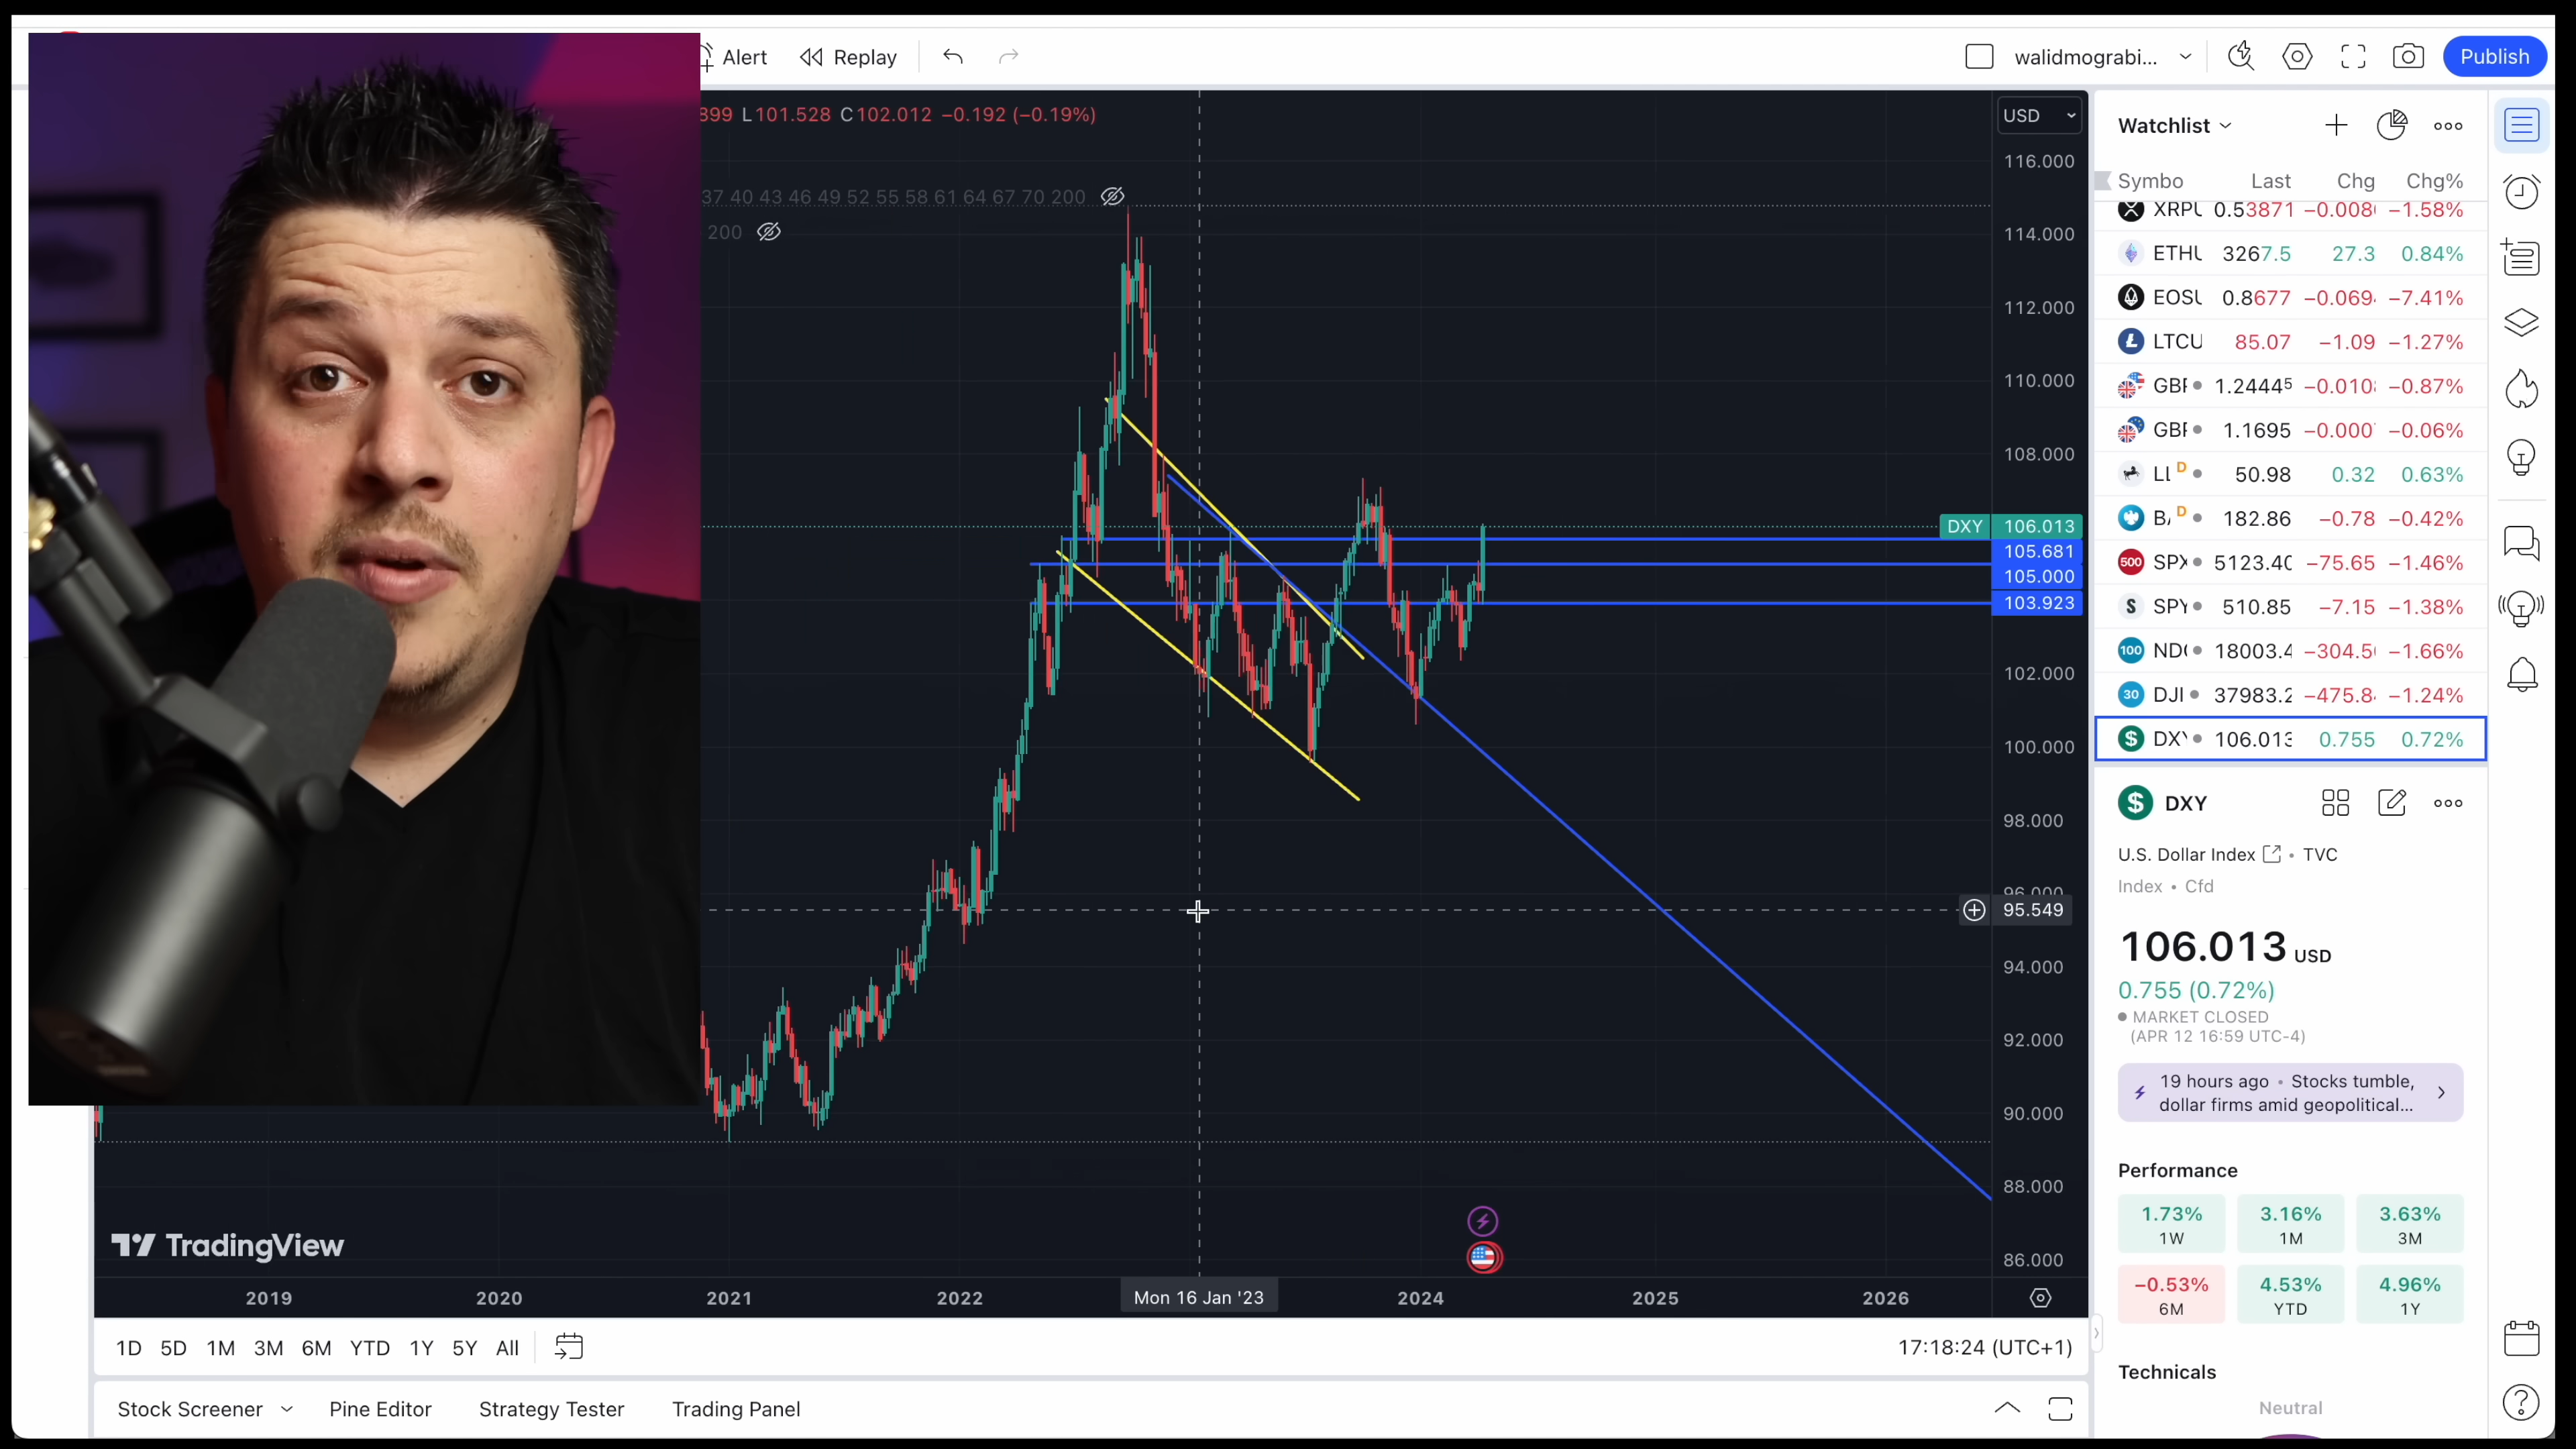 Alert
Replay
walidmograbi...
Publish
899 L101.528 C102.012 −0.192 (−0.19%)
USD
37 40 43 46 49 52 55 58 61 64 67 70 200
200
116.000
114.000
112.000
110.000
108.000
DXY 106.013
105.681
105.000
103.923
102.000
100.000
98.000
96.000
95.549
94.000
92.000
90.000
88.000
86.000
TradingView
2019 2020 2021 2022 Mon 16 Jan '23 2024 2025 2026
1D 5D 1M 3M 6M YTD 1Y 5Y All
17:18:24 (UTC+1)
Stock Screener Pine Editor Strategy Tester Trading Panel
Watchlist
Symbo Last Chg Chg%
XRPU 0.53871 −0.008 −1.58%
ETHU 3267.5 27.3 0.84%
EOSU 0.8677 −0.069 −7.41%
LTCU 85.07 −1.09 −1.27%
GBP 1.24445 −0.010 −0.87%
GBP 1.1695 −0.000 −0.06%
LL D 50.98 0.32 0.63%
BA D 182.86 −0.78 −0.42%
500 SPX 5123.40 −75.65 −1.46%
S SPY 510.85 −7.15 −1.38%
100 NDX 18003.4 −304.5 −1.66%
30 DJI 37983.2 −475.8 −1.24%
DXY 106.013 0.755 0.72%
DXY
U.S. Dollar Index • TVC
Index • Cfd
106.013 USD
0.755 (0.72%)
MARKET CLOSED
(APR 12 16:59 UTC-4)
19 hours ago • Stocks tumble,
dollar firms amid geopolitical...
Performance
1.73% 3.16% 3.63%
1W 1M 3M
−0.53% 4.53% 4.96%
6M YTD 1Y
Technicals
Neutral